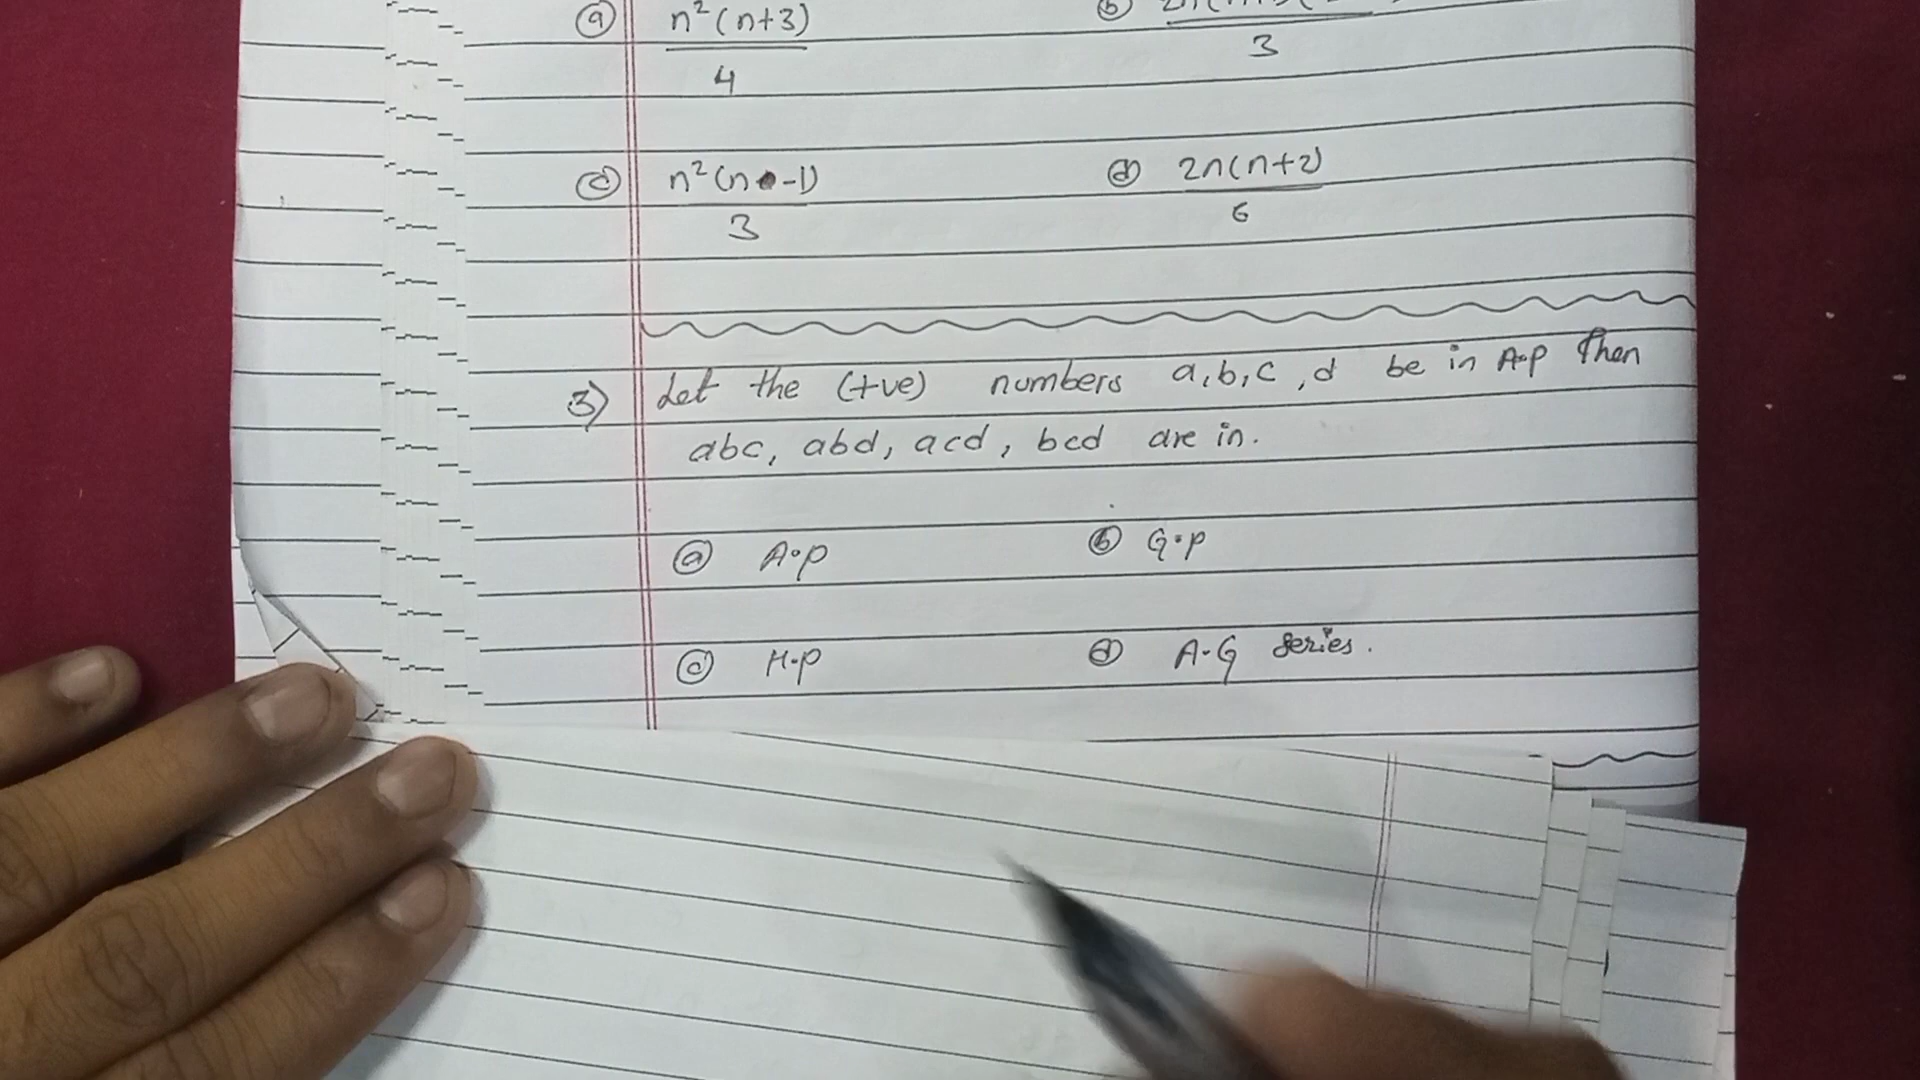 ⓐ n²(n+3) / 4 ⓑ 3
ⓒ n²(n-1) / 3 ⓓ 2n(n+2) / 6
3) Let the (+ve) numbers a,b,c,d be in A.P Then
abc, abd, acd, bcd are in.
ⓐ A.P ⓑ G.P
ⓒ H.P ⓓ A.G series.